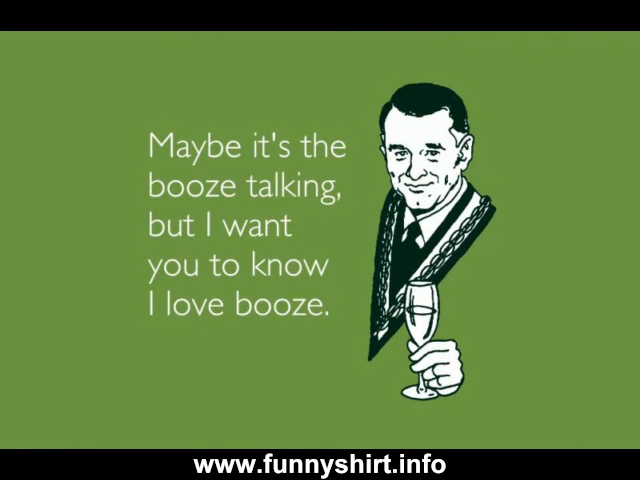 Maybe it's the
booze talking,
but I want
you to know
I love booze.
www.funnyshirt.info